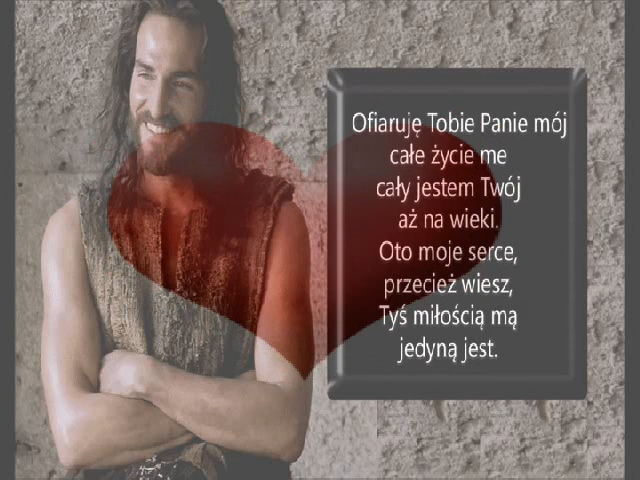 Ofiaruję Tobie Panie mój
całe życie me
cały jestem Twój
aż na wieki.
Oto moje serce,
przecież wiesz,
Tyś miłością mą
jedyną jest.